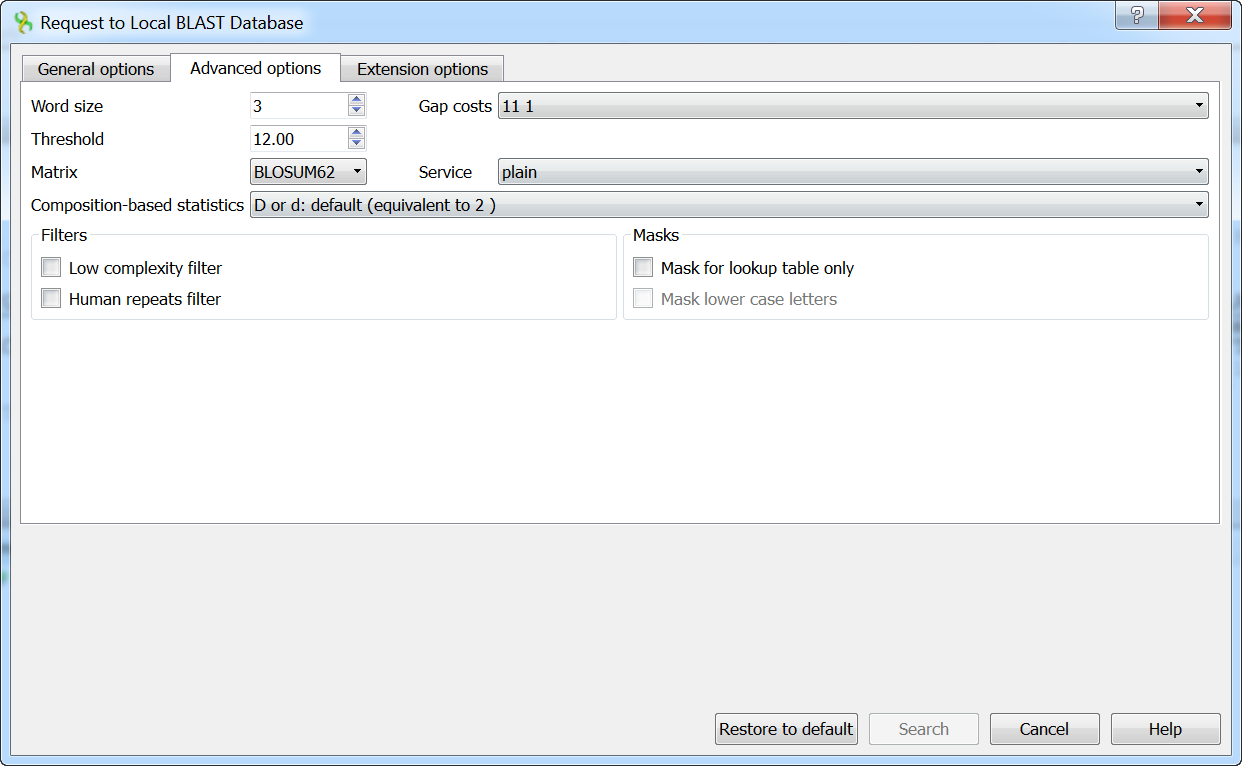 Request to Local BLAST Database
General options Advanced options Extension options
Word size 3 Gap costs 11 1
Threshold 12.00
Matrix BLOSUM62 Service plain
Composition-based statistics D or d: default (equivalent to 2 )
Filters Masks
Low complexity filter Mask for lookup table only
Human repeats filter Mask lower case letters
Restore to default Search Cancel Help